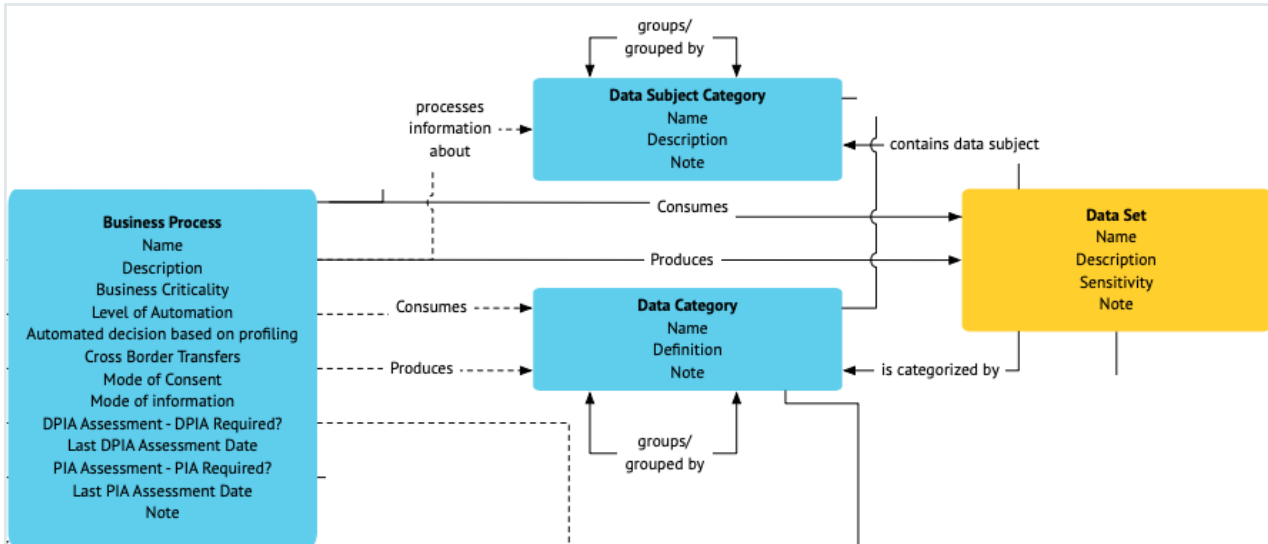 groups/
grouped by
Data Subject Category
Name
Description
Note
processes
information
about
contains data subject
Business Process
Name
Description
Business Criticality
Level of Automation
Automated decision based on profiling
Cross Border Transfers
Mode of Consent
Mode of information
DPIA Assessment - DPIA Required?
Last DPIA Assessment Date
PIA Assessment - PIA Required?
Last PIA Assessment Date
Note
Consumes
Produces
Data Set
Name
Description
Sensitivity
Note
Consumes
Produces
Data Category
Name
Definition
Note
is categorized by
groups/
grouped by